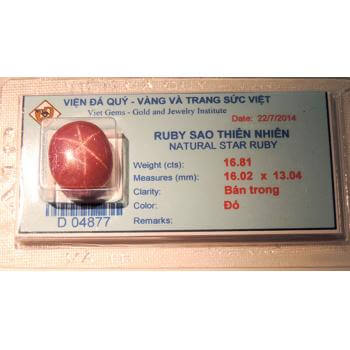 VIỆN ĐÁ QUÝ - VÀNG VÀ TRANG SỨC VIỆT
Viet Gems - Gold and Jewelry Institute
Date: 22/7/2014
RUBY SAO THIÊN NHIÊN
NATURAL STAR RUBY
Weight (cts): 16.81
Measures (mm): 16.02 x 13.04
Clarity: Bán trong
Color: Đỏ
D 04877 Remarks: